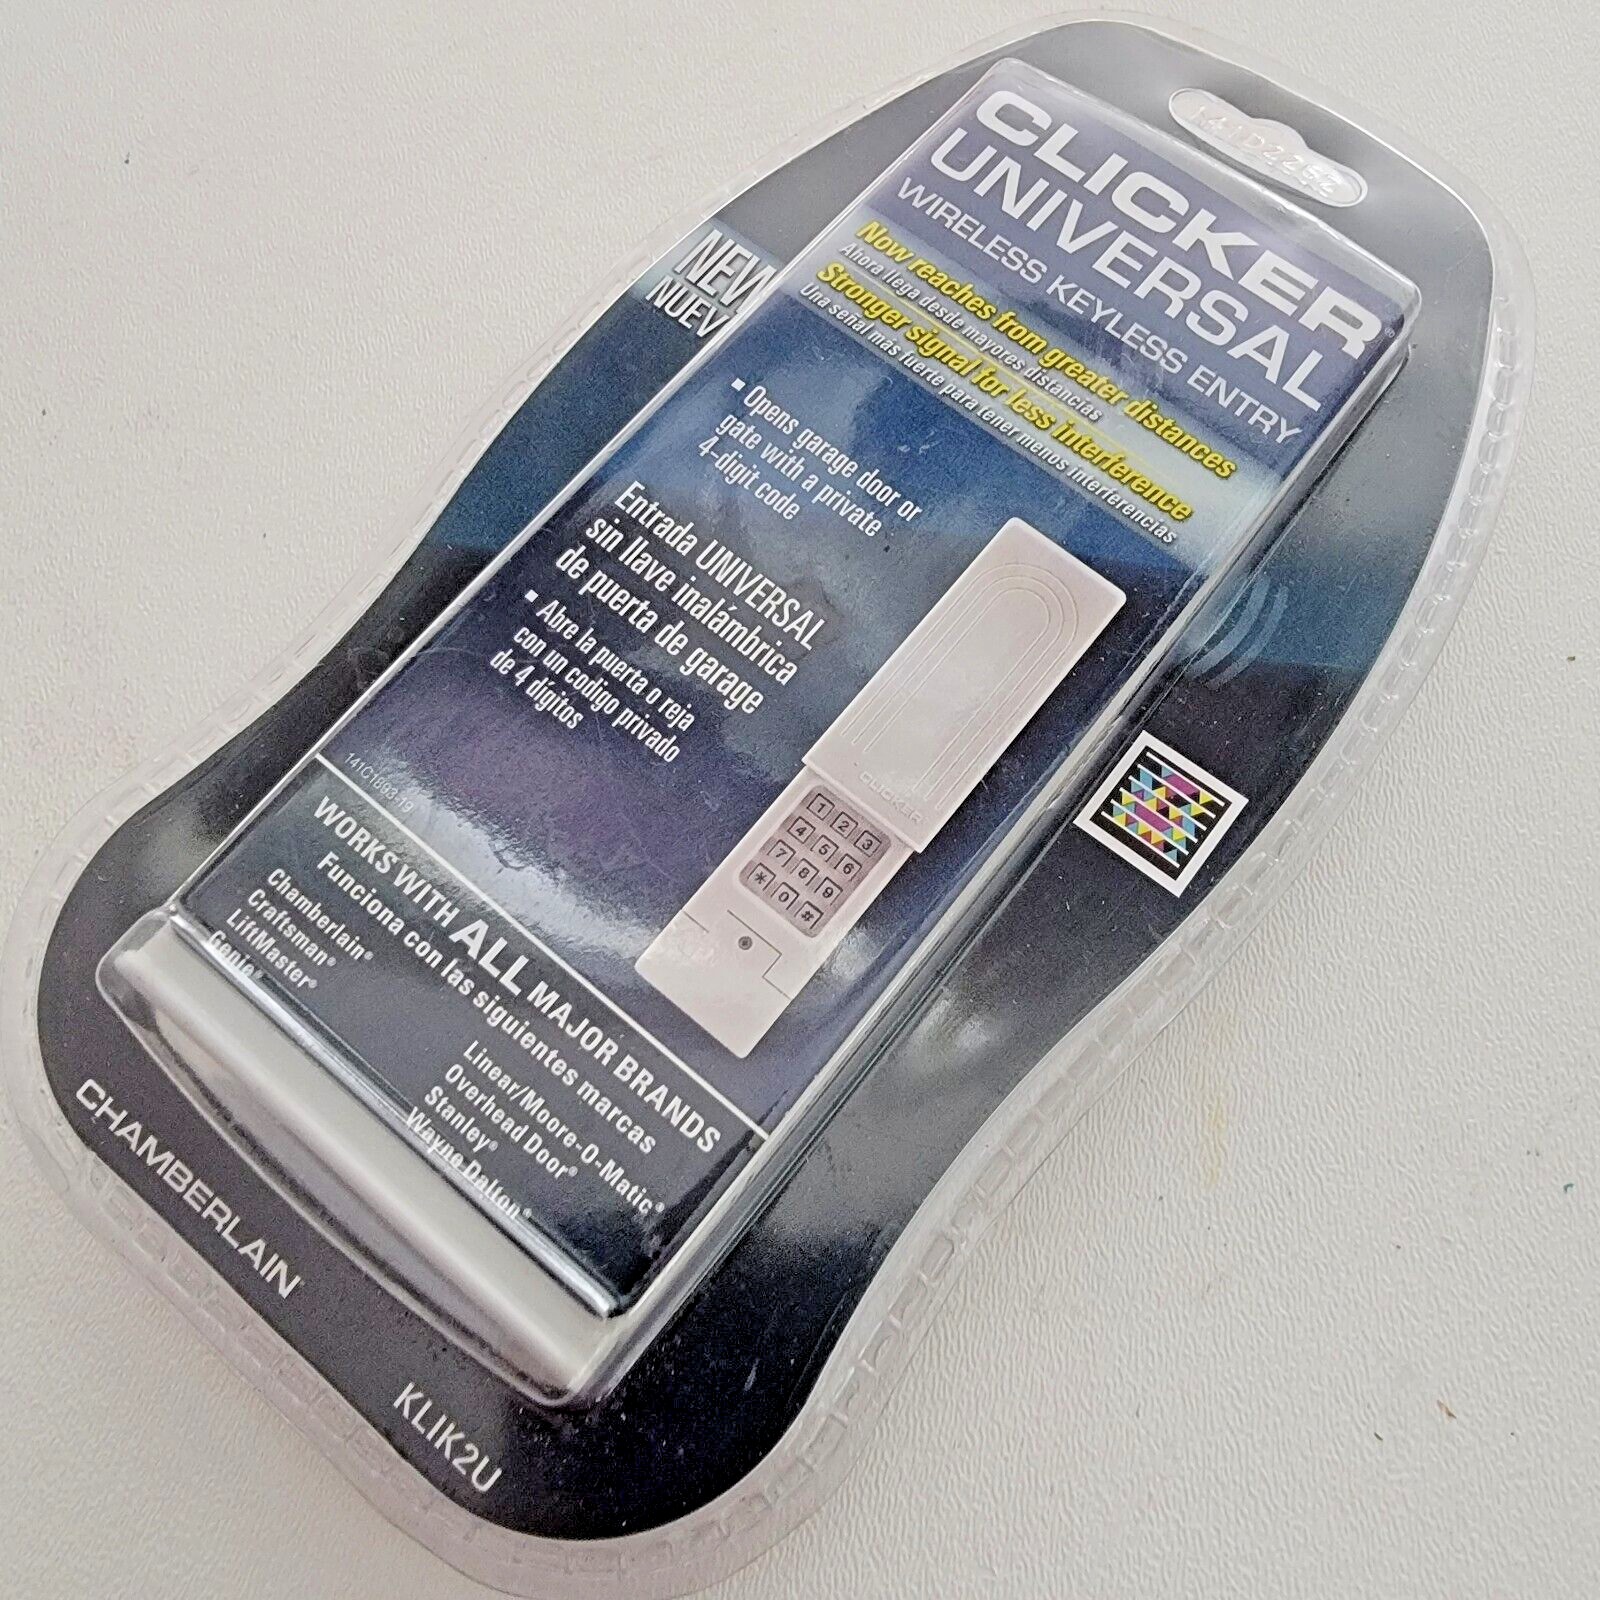 141D2252
CLICKER®
UNIVERSAL
WIRELESS KEYLESS ENTRY
Now reaches from greater distances
Ahora llega desde mayores distancias
Stronger signal for less interference
Una señal más fuerte para tener menos interferencias
NEW
NUEV
▪ Opens garage door or
gate with a private
4-digit code
Entrada UNIVERSAL
sin llave inalámbrica
de puerta de garage
▪ Abre la puerta o reja
con un codigo privado
de 4 dígitos
CLICKER
1 2 3
4 5 6
7 8 9
* 0 #
141C1893-19
WORKS WITH ALL MAJOR BRANDS
Funciona con las siguientes marcas
Chamberlain®
Craftsman®
LiftMaster®
Genie®
Linear/Moore-O-Matic®
Overhead Door®
Stanley®
Wayne Dalton®
CHAMBERLAIN
KLIK2U